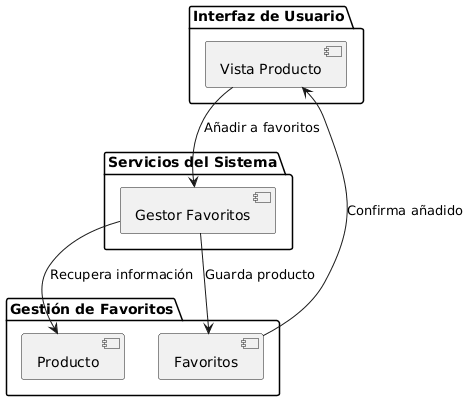 Interfaz de Usuario
Vista Producto
Añadir a favoritos
Servicios del Sistema
Gestor Favoritos
Confirma añadido
Recupera información
Guarda producto
Gestión de Favoritos
Producto
Favoritos